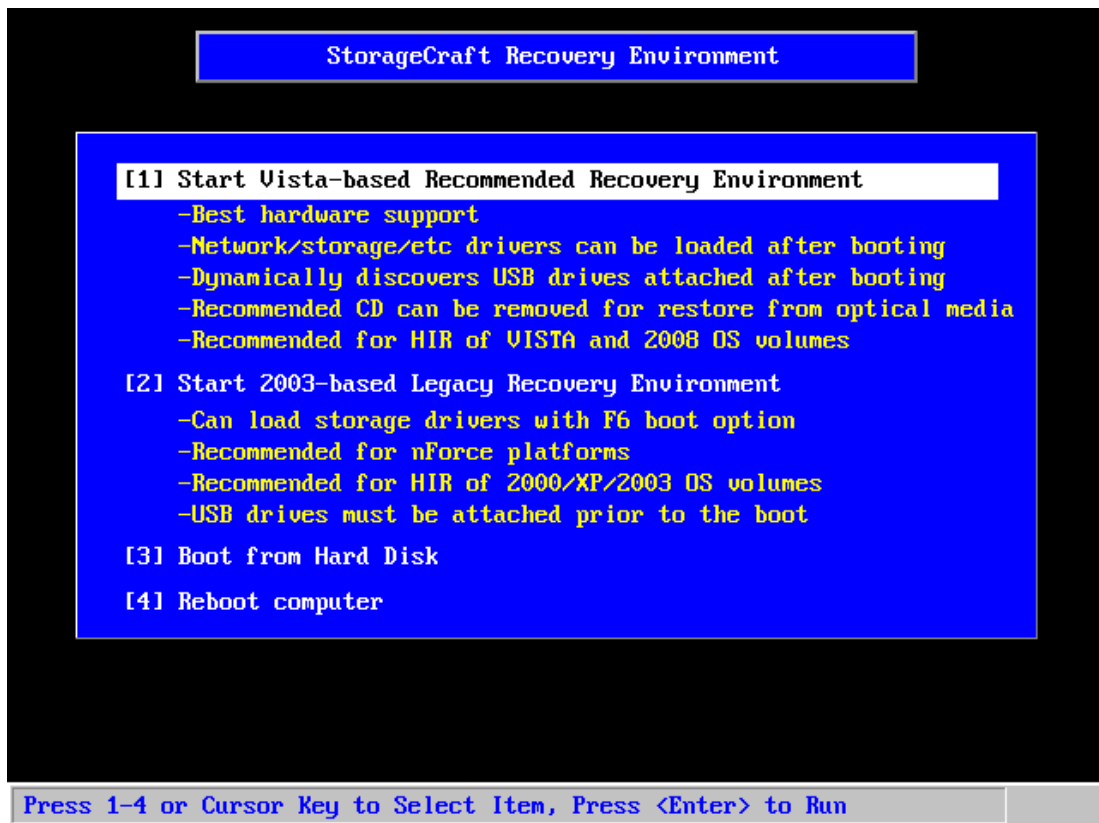 StorageCraft Recovery Environment
[1] Start Vista-based Recommended Recovery Environment
-Best hardware support
-Network/storage/etc drivers can be loaded after booting
-Dynamically discovers USB drives attached after booting
-Recommended CD can be removed for restore from optical media
-Recommended for HIR of VISTA and 2008 OS volumes
[2] Start 2003-based Legacy Recovery Environment
-Can load storage drivers with F6 boot option
-Recommended for nForce platforms
-Recommended for HIR of 2000/XP/2003 OS volumes
-USB drives must be attached prior to the boot
[3] Boot from Hard Disk
[4] Reboot computer
Press 1-4 or Cursor Key to Select Item, Press <Enter> to Run